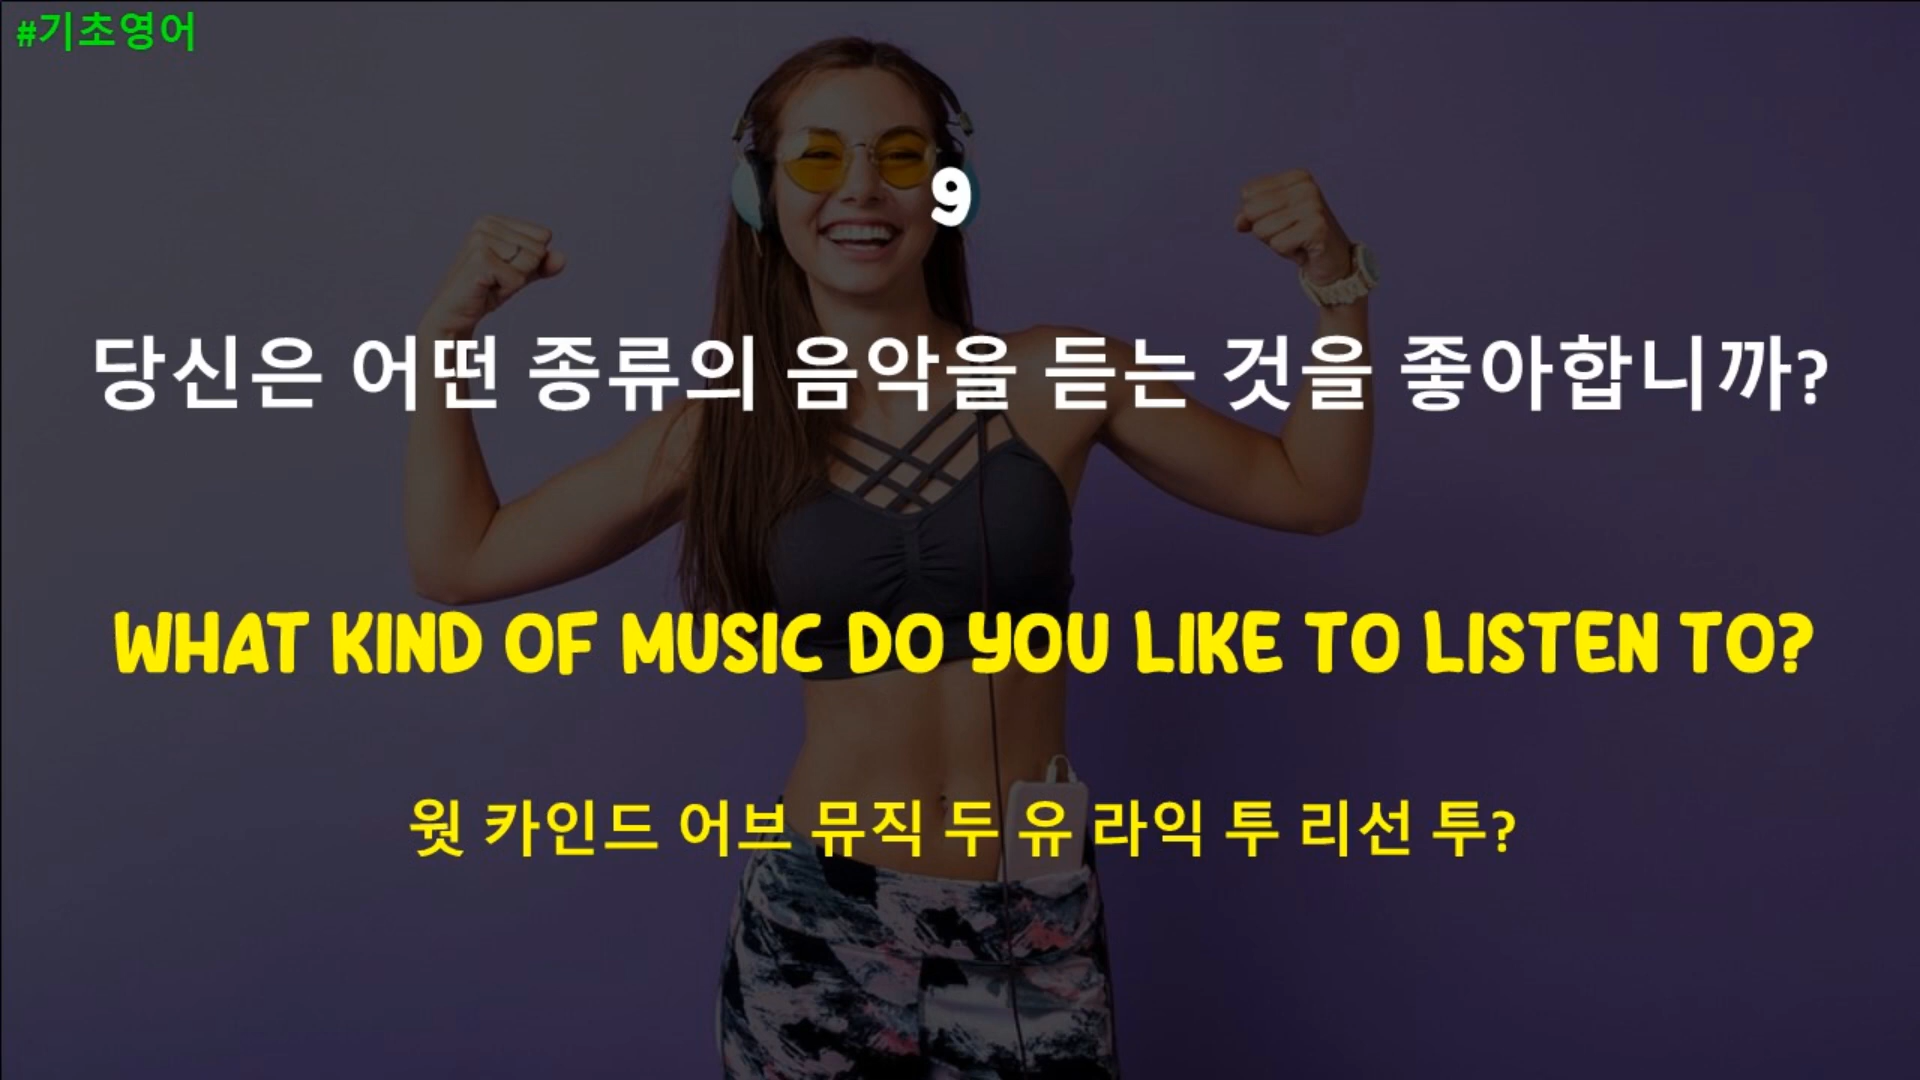 #기초영어
9
당신은 어떤 종류의 음악을 듣는 것을 좋아합니까?
WHAT KIND OF MUSIC DO YOU LIKE TO LISTEN TO?
웟 카인드 어브 뮤직 두 유 라익 투 리선 투?